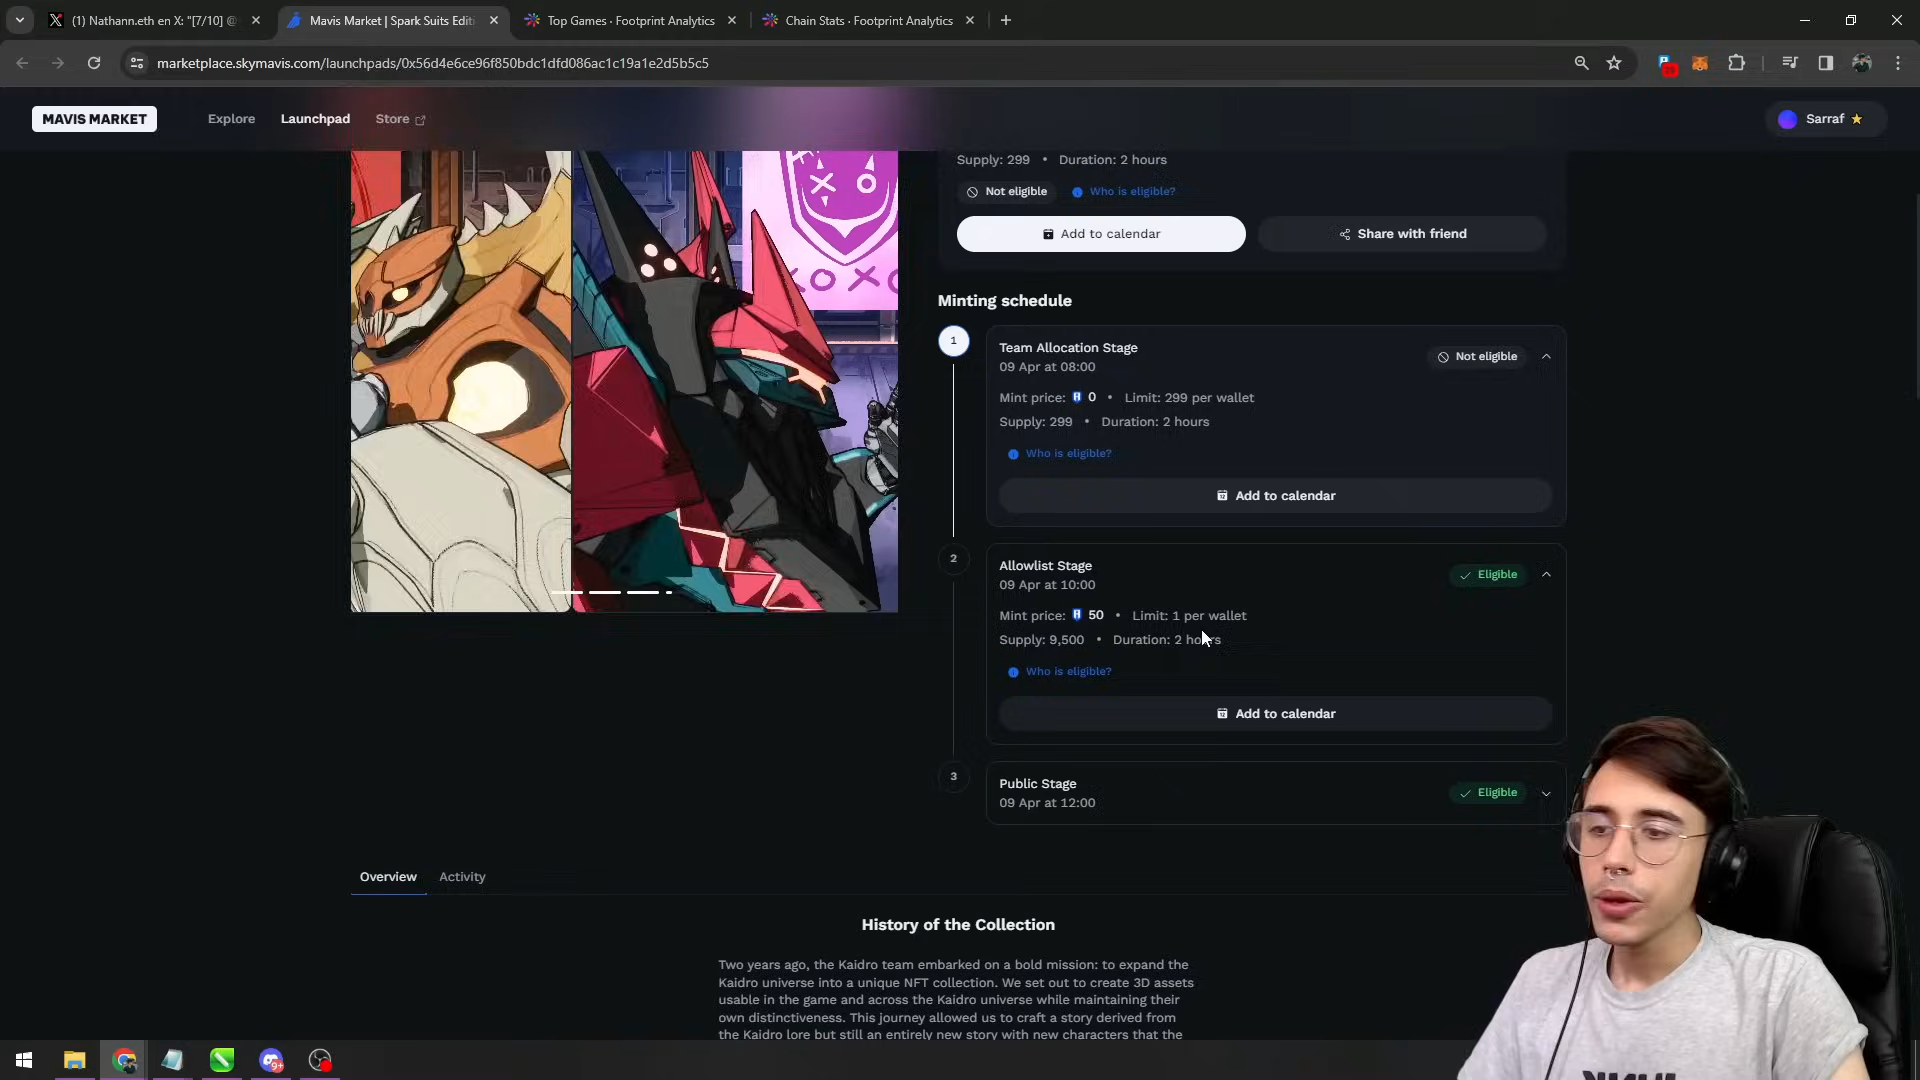 (1) Nathann.eth en X: "[7/10] @
Mavis Market | Spark Suits Editi
Top Games · Footprint Analytics
Chain Stats · Footprint Analytics
marketplace.skymavis.com/launchpads/0x56d4e6ce96f850bdc1dfd086ac1c19a1e2d5b5c5
MAVIS MARKET
Explore
Launchpad
Store
Sarraf
Supply: 299 • Duration: 2 hours
Not eligible
Who is eligible?
Add to calendar
Share with friend
XOXO
Minting schedule
1
Team Allocation Stage
09 Apr at 08:00
Not eligible
Mint price: 0 • Limit: 299 per wallet
Supply: 299 • Duration: 2 hours
Who is eligible?
Add to calendar
2
Allowlist Stage
09 Apr at 10:00
Eligible
Mint price: 50 • Limit: 1 per wallet
Supply: 9,500 • Duration: 2 hours
Who is eligible?
Add to calendar
3
Public Stage
09 Apr at 12:00
Eligible
Overview
Activity
History of the Collection
Two years ago, the Kaidro team embarked on a bold mission: to expand the
Kaidro universe into a unique NFT collection. We set out to create 3D assets
usable in the game and across the Kaidro universe while maintaining their
own distinctiveness. This journey allowed us to craft a story derived from
the Kaidro lore but still an entirely new story with new characters that the
9+